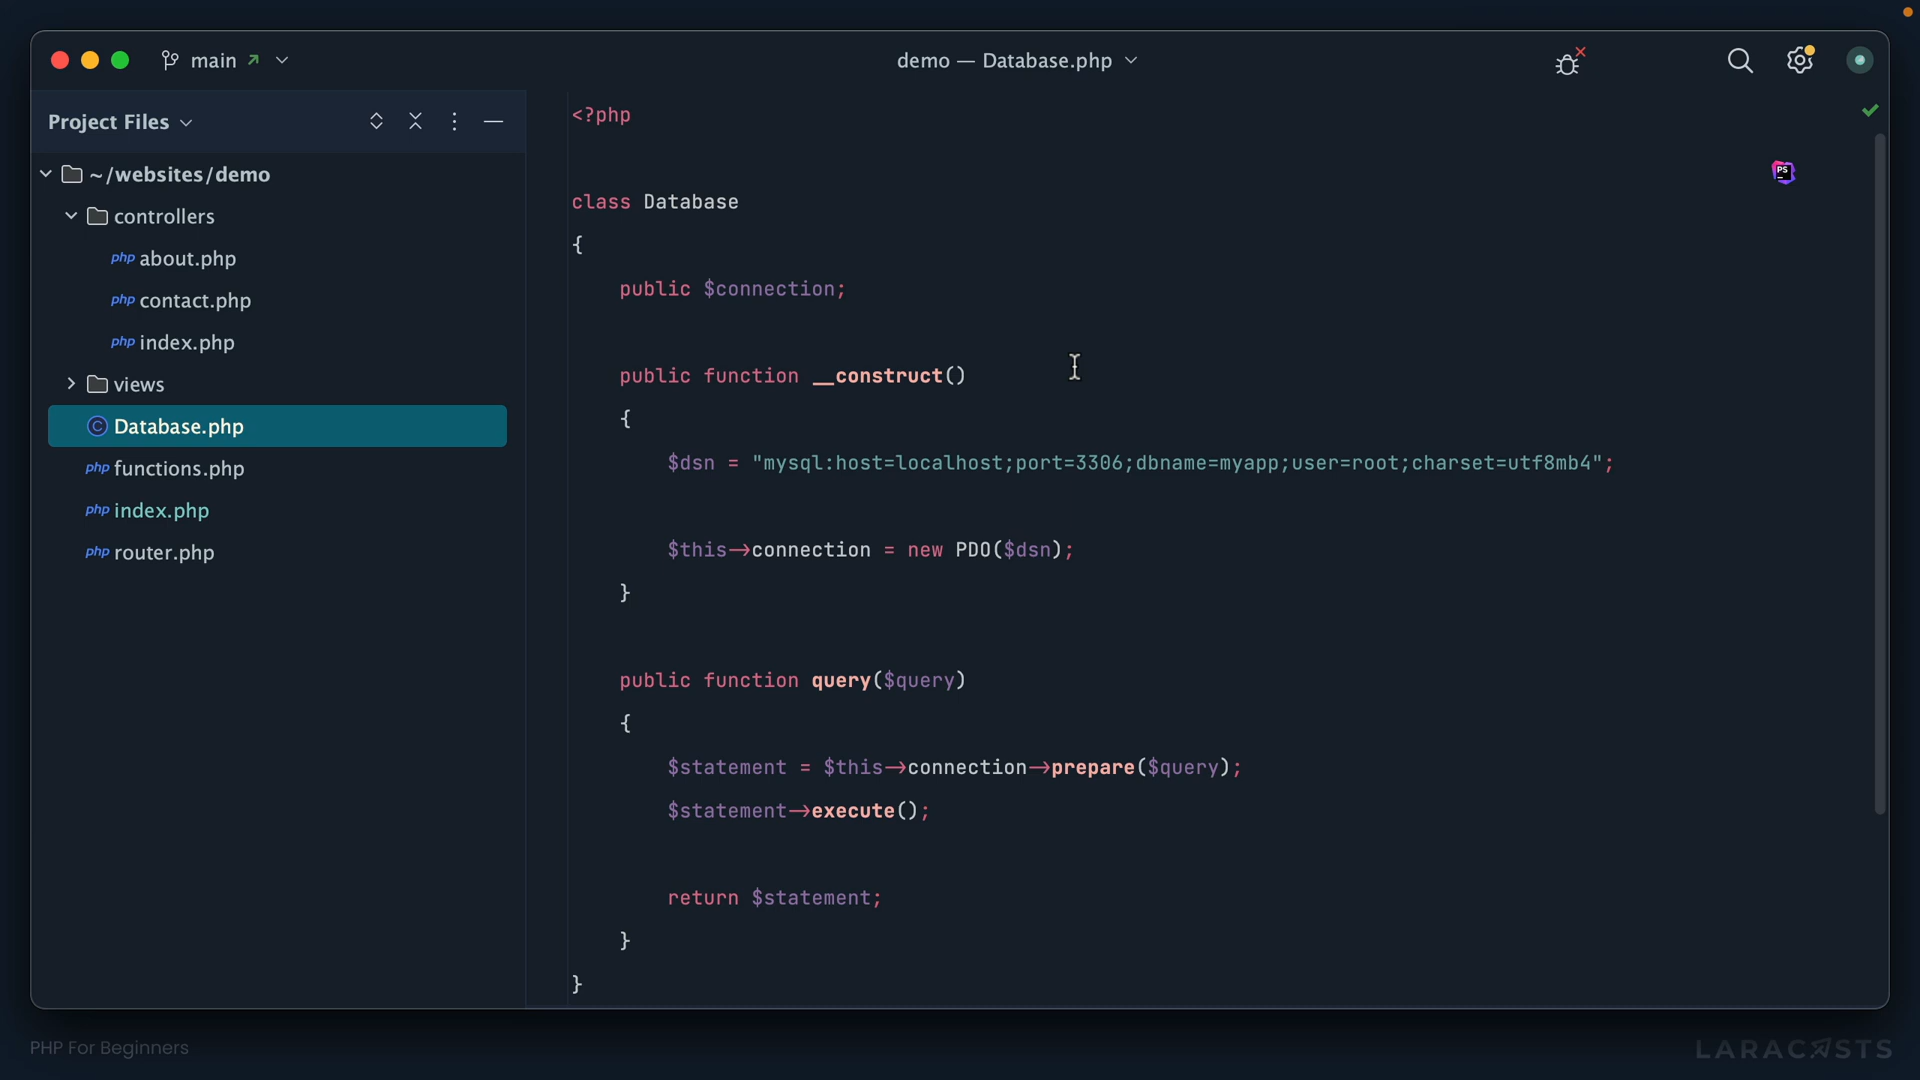 main
demo — Database.php
Project Files
~/websites/demo
controllers
php about.php
php contact.php
php index.php
views
C Database.php
php functions.php
php index.php
php router.php
<?php
PS
class Database
{
public $connection;
public function __construct()
{
$dsn = "mysql:host=localhost;port=3306;dbname=myapp;user=root;charset=utf8mb4";
$this->connection = new PDO($dsn);
}
public function query($query)
{
$statement = $this->connection->prepare($query);
$statement->execute();
return $statement;
}
}
PHP For Beginners
LARACASTS